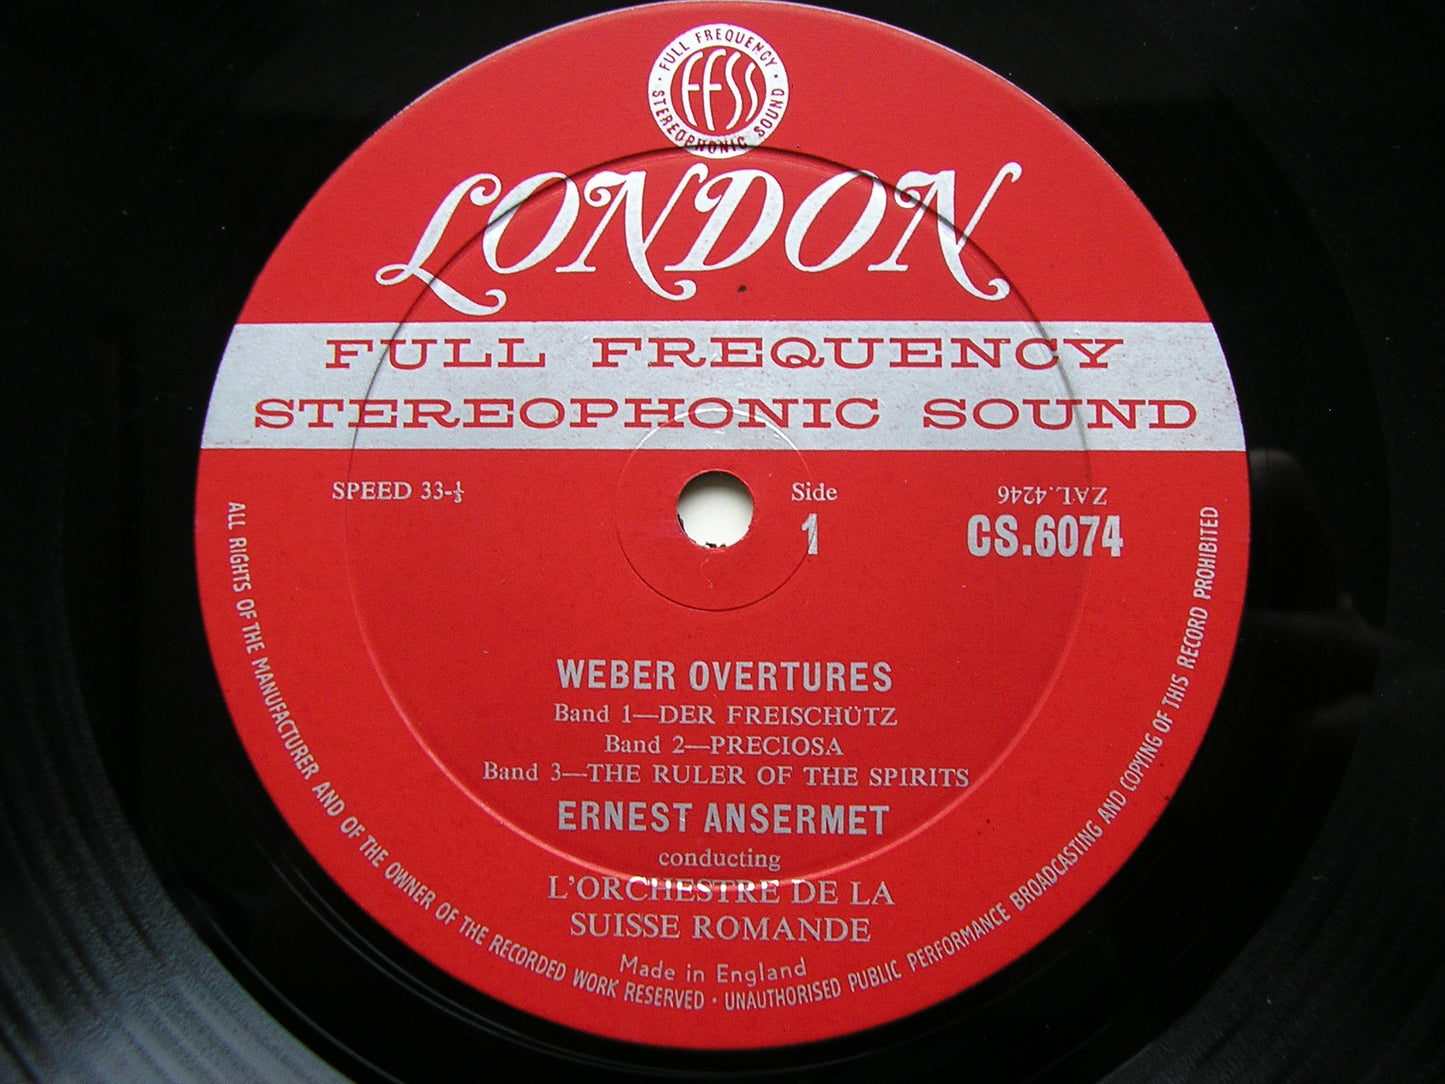 · FULL FREQUENCY ·
STEREOPHONIC SOUND
FFSS
LONDON
FULL FREQUENCY
STEREOPHONIC SOUND
SPEED 33-⅓
Side
1
ZAL.4246
CS.6074
WEBER OVERTURES
Band 1—DER FREISCHÜTZ
Band 2—PRECIOSA
Band 3—THE RULER OF THE SPIRITS
ERNEST ANSERMET
conducting
L'ORCHESTRE DE LA
SUISSE ROMANDE
Made in England
ALL RIGHTS OF THE MANUFACTURER AND OF THE OWNER OF THE RECORDED WORK RESERVED · UNAUTHORISED PUBLIC PERFORMANCE BROADCASTING AND COPYING OF THIS RECORD PROHIBITED